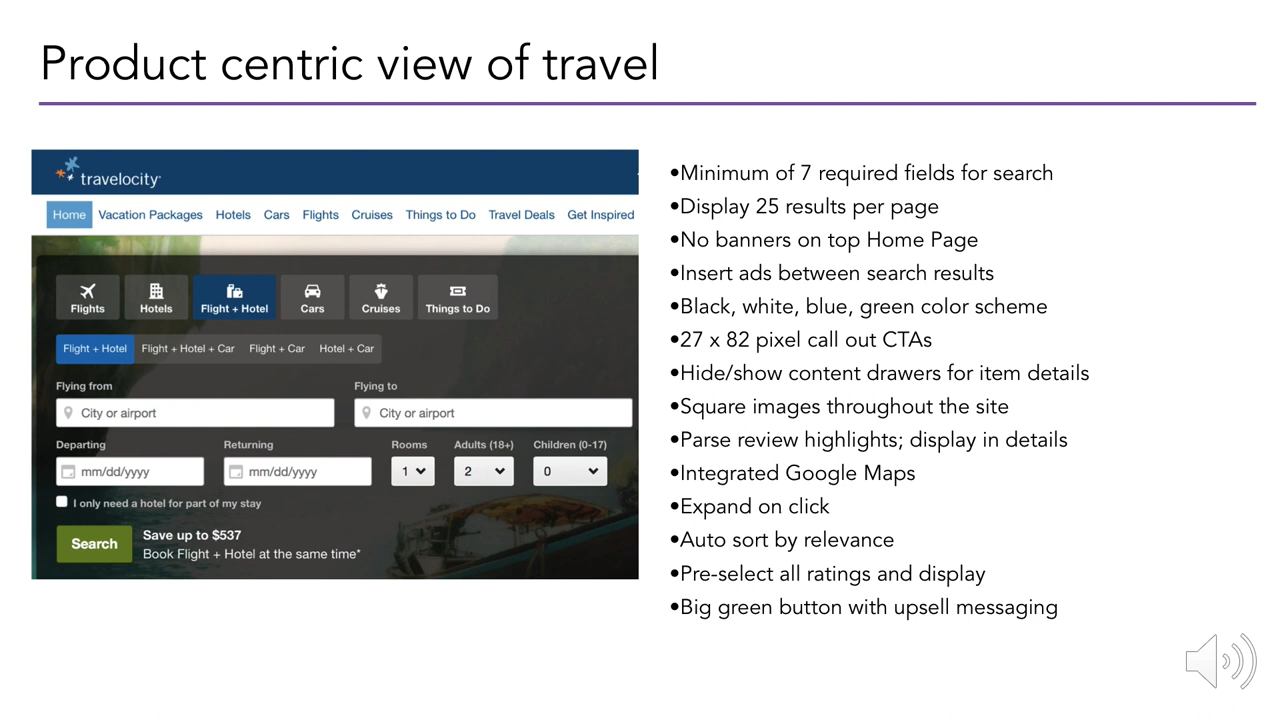 Product centric view of travel
travelocity
Home Vacation Packages Hotels Cars Flights Cruises Things to Do Travel Deals Get Inspired
Flights Hotels Flight + Hotel Cars Cruises Things to Do
Flight + Hotel Flight + Hotel + Car Flight + Car Hotel + Car
Flying from Flying to
City or airport City or airport
Departing Returning Rooms Adults (18+) Children (0-17)
mm/dd/yyyy mm/dd/yyyy 1 2 0
I only need a hotel for part of my stay
Search
Save up to $537
Book Flight + Hotel at the same time*
•Minimum of 7 required fields for search
•Display 25 results per page
•No banners on top Home Page
•Insert ads between search results
•Black, white, blue, green color scheme
•27 x 82 pixel call out CTAs
•Hide/show content drawers for item details
•Square images throughout the site
•Parse review highlights; display in details
•Integrated Google Maps
•Expand on click
•Auto sort by relevance
•Pre-select all ratings and display
•Big green button with upsell messaging